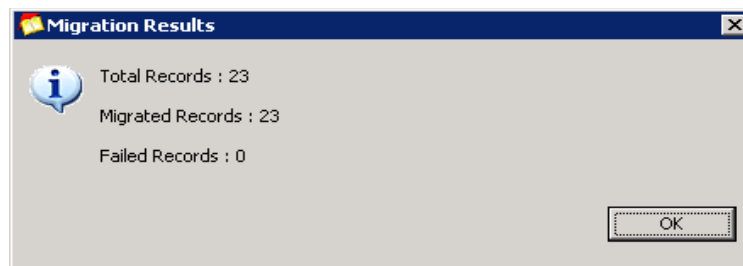 Migration Results
Total Records : 23
Migrated Records : 23
Failed Records : 0
OK